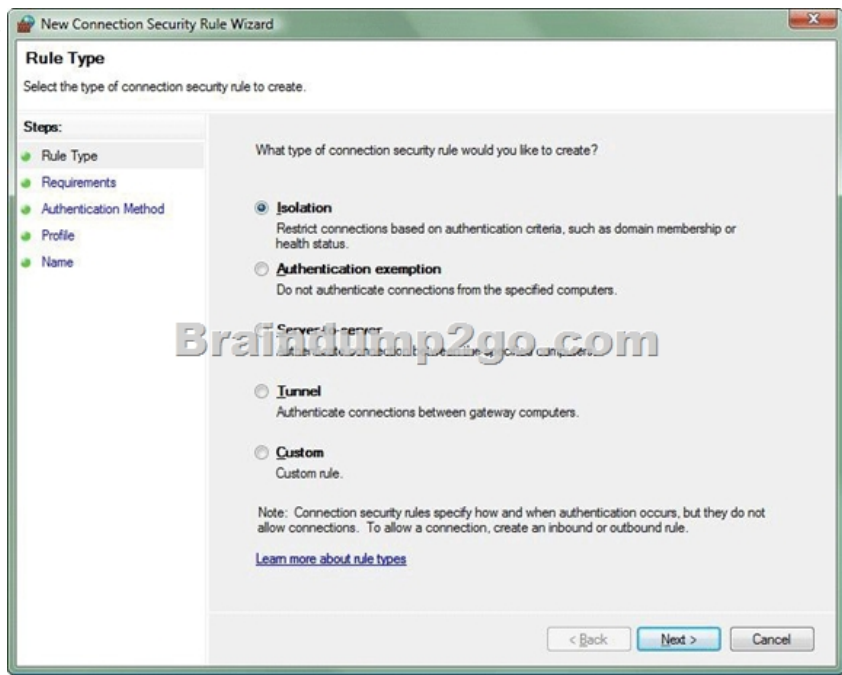 New Connection Security Rule Wizard
Rule Type
Select the type of connection security rule to create.
Steps:
Rule Type
Requirements
Authentication Method
Profile
Name
What type of connection security rule would you like to create?
Isolation
Restrict connections based on authentication criteria, such as domain membership or
health status.
Authentication exemption
Do not authenticate connections from the specified computers.
Server-to-server
Braindump2go.com
Tunnel
Authenticate connections between gateway computers.
Custom
Custom rule.
Note: Connection security rules specify how and when authentication occurs, but they do not
allow connections. To allow a connection, create an inbound or outbound rule.
Learn more about rule types
< Back
Next >
Cancel